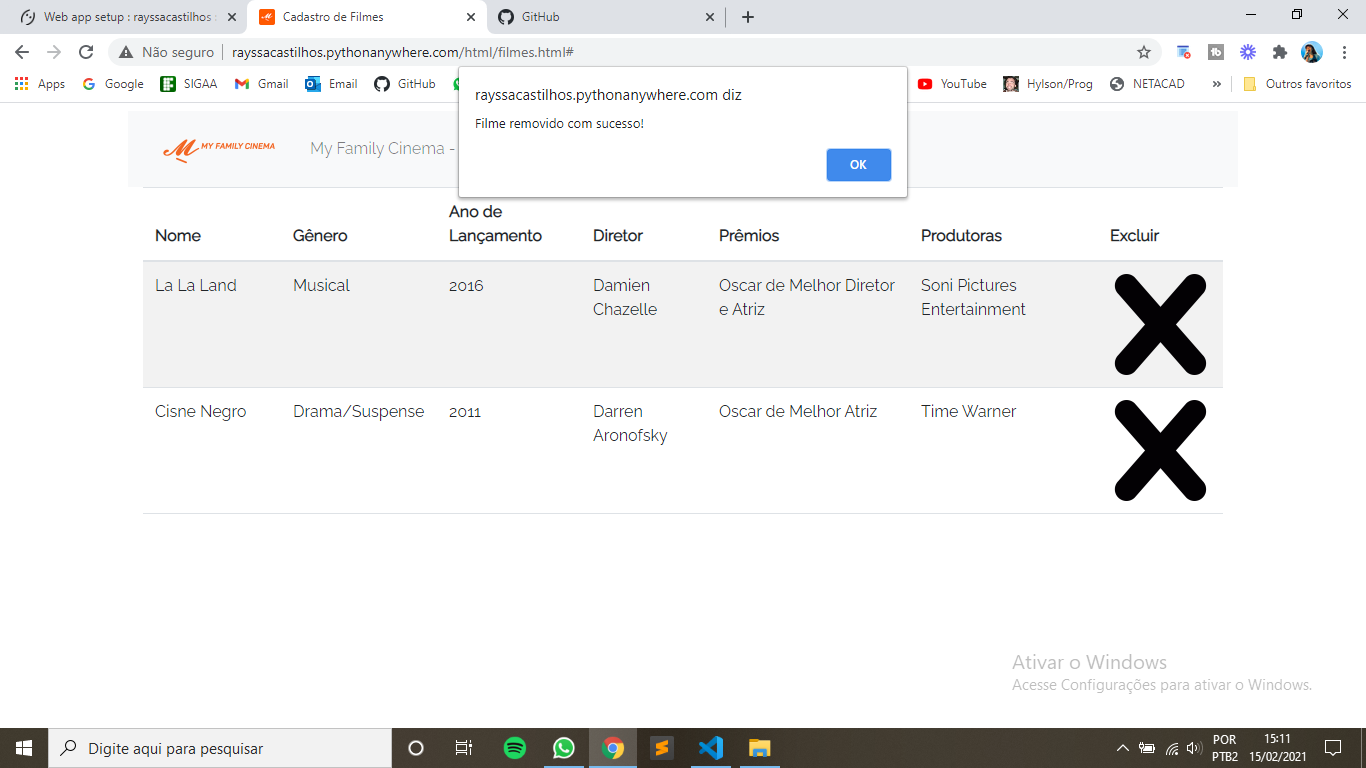 Web app setup : rayssacastilhos
Cadastro de Filmes
GitHub
Não seguro
rayssacastilhos.pythonanywhere.com/html/filmes.html#
Apps
Google
SIGAA
Gmail
Email
GitHub
YouTube
Hylson/Prog
NETACAD
»
Outros favoritos
rayssacastilhos.pythonanywhere.com diz
Filme removido com sucesso!
OK
MY FAMILY CINEMA
My Family Cinema -
Nome
Gênero
Ano de
Lançamento
Diretor
Prêmios
Produtoras
Excluir
La La Land
Musical
2016
Damien
Chazelle
Oscar de Melhor Diretor
e Atriz
Soni Pictures
Entertainment
Cisne Negro
Drama/Suspense
2011
Darren
Aronofsky
Oscar de Melhor Atriz
Time Warner
Ativar o Windows
Acesse Configurações para ativar o Windows.
Digite aqui para pesquisar
POR
PTB2
15:11
15/02/2021